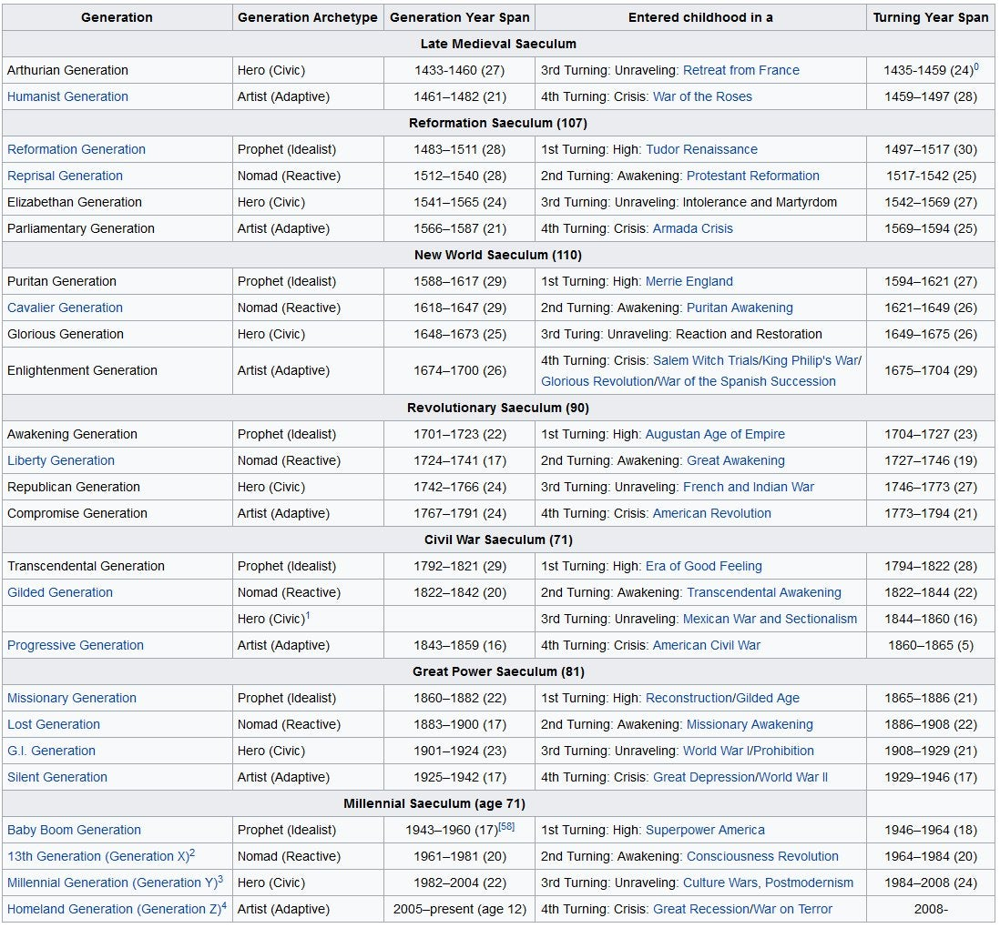 Generation Generation Archetype Generation Year Span Entered childhood in a Turning Year Span
Late Medieval Saeculum
Arthurian Generation Hero (Civic) 1433-1460 (27) 3rd Turning: Unraveling: Retreat from France 1435-1459 (24)0
Humanist Generation Artist (Adaptive) 1461–1482 (21) 4th Turning: Crisis: War of the Roses 1459–1497 (28)
Reformation Saeculum (107)
Reformation Generation Prophet (Idealist) 1483–1511 (28) 1st Turning: High: Tudor Renaissance 1497–1517 (30)
Reprisal Generation Nomad (Reactive) 1512–1540 (28) 2nd Turning: Awakening: Protestant Reformation 1517-1542 (25)
Elizabethan Generation Hero (Civic) 1541–1565 (24) 3rd Turning: Unraveling: Intolerance and Martyrdom 1542–1569 (27)
Parliamentary Generation Artist (Adaptive) 1566–1587 (21) 4th Turning: Crisis: Armada Crisis 1569–1594 (25)
New World Saeculum (110)
Puritan Generation Prophet (Idealist) 1588–1617 (29) 1st Turning: High: Merrie England 1594–1621 (27)
Cavalier Generation Nomad (Reactive) 1618–1647 (29) 2nd Turning: Awakening: Puritan Awakening 1621–1649 (26)
Glorious Generation Hero (Civic) 1648–1673 (25) 3rd Turing: Unraveling: Reaction and Restoration 1649–1675 (26)
Enlightenment Generation Artist (Adaptive) 1674–1700 (26) 4th Turning: Crisis: Salem Witch Trials/King Philip's War/ 1675–1704 (29)
Glorious Revolution/War of the Spanish Succession
Revolutionary Saeculum (90)
Awakening Generation Prophet (Idealist) 1701–1723 (22) 1st Turning: High: Augustan Age of Empire 1704–1727 (23)
Liberty Generation Nomad (Reactive) 1724–1741 (17) 2nd Turning: Awakening: Great Awakening 1727–1746 (19)
Republican Generation Hero (Civic) 1742–1766 (24) 3rd Turning: Unraveling: French and Indian War 1746–1773 (27)
Compromise Generation Artist (Adaptive) 1767–1791 (24) 4th Turning: Crisis: American Revolution 1773–1794 (21)
Civil War Saeculum (71)
Transcendental Generation Prophet (Idealist) 1792–1821 (29) 1st Turning: High: Era of Good Feeling 1794–1822 (28)
Gilded Generation Nomad (Reactive) 1822–1842 (20) 2nd Turning: Awakening: Transcendental Awakening 1822–1844 (22)
Hero (Civic)1 3rd Turning: Unraveling: Mexican War and Sectionalism 1844–1860 (16)
Progressive Generation Artist (Adaptive) 1843–1859 (16) 4th Turning: Crisis: American Civil War 1860–1865 (5)
Great Power Saeculum (81)
Missionary Generation Prophet (Idealist) 1860–1882 (22) 1st Turning: High: Reconstruction/Gilded Age 1865–1886 (21)
Lost Generation Nomad (Reactive) 1883–1900 (17) 2nd Turning: Awakening: Missionary Awakening 1886–1908 (22)
G.I. Generation Hero (Civic) 1901–1924 (23) 3rd Turning: Unraveling: World War I/Prohibition 1908–1929 (21)
Silent Generation Artist (Adaptive) 1925–1942 (17) 4th Turning: Crisis: Great Depression/World War II 1929–1946 (17)
Millennial Saeculum (age 71)
Baby Boom Generation Prophet (Idealist) 1943–1960 (17)[58] 1st Turning: High: Superpower America 1946–1964 (18)
13th Generation (Generation X)2 Nomad (Reactive) 1961–1981 (20) 2nd Turning: Awakening: Consciousness Revolution 1964–1984 (20)
Millennial Generation (Generation Y)3 Hero (Civic) 1982–2004 (22) 3rd Turning: Unraveling: Culture Wars, Postmodernism 1984–2008 (24)
Homeland Generation (Generation Z)4 Artist (Adaptive) 2005–present (age 12) 4th Turning: Crisis: Great Recession/War on Terror 2008-